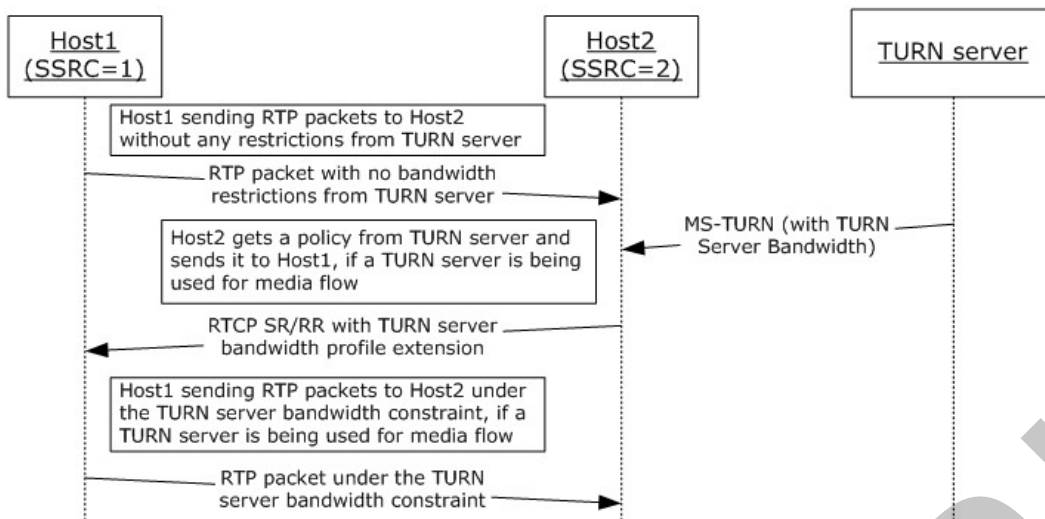 Host1
(SSRC=1)
Host2
(SSRC=2)
TURN server
Host1 sending RTP packets to Host2
without any restrictions from TURN server
RTP packet with no bandwidth
restrictions from TURN server
MS-TURN (with TURN
Server Bandwidth)
Host2 gets a policy from TURN server and
sends it to Host1, if a TURN server is being
used for media flow
RTCP SR/RR with TURN server
bandwidth profile extension
Host1 sending RTP packets to Host2 under
the TURN server bandwidth constraint, if a
TURN server is being used for media flow
RTP packet under the TURN
server bandwidth constraint